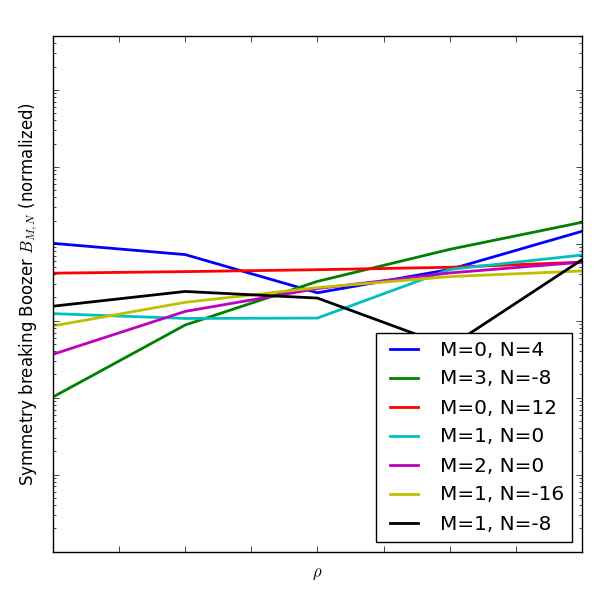 Symmetry breaking Boozer B_{M,N} (normalized)
M=0, N=4
M=3, N=-8
M=0, N=12
M=1, N=0
M=2, N=0
M=1, N=-16
M=1, N=-8
ρ